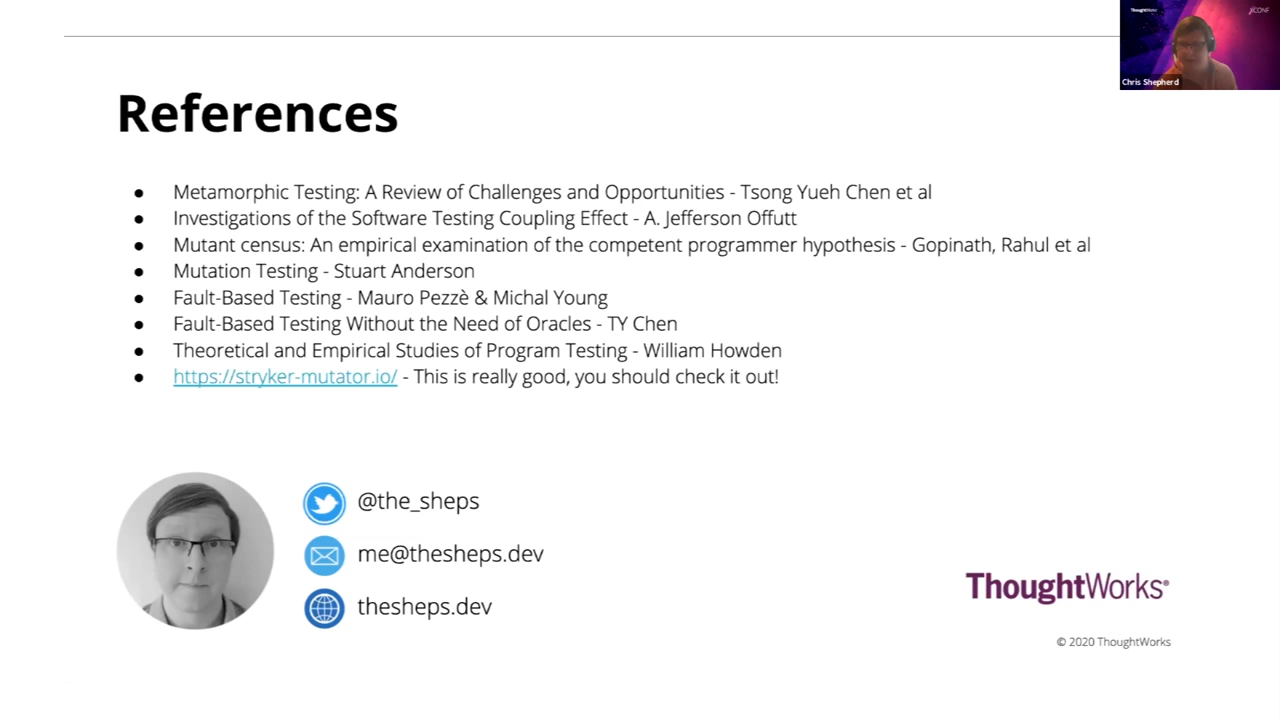 ThoughtWorks
XCONF
Chris Shepherd
References
● Metamorphic Testing: A Review of Challenges and Opportunities - Tsong Yueh Chen et al
● Investigations of the Software Testing Coupling Effect - A. Jefferson Offutt
● Mutant census: An empirical examination of the competent programmer hypothesis - Gopinath, Rahul et al
● Mutation Testing - Stuart Anderson
● Fault-Based Testing - Mauro Pezzè & Michal Young
● Fault-Based Testing Without the Need of Oracles - TY Chen
● Theoretical and Empirical Studies of Program Testing - William Howden
● https://stryker-mutator.io/ - This is really good, you should check it out!
@the_sheps
me@thesheps.dev
thesheps.dev
ThoughtWorks®
© 2020 ThoughtWorks